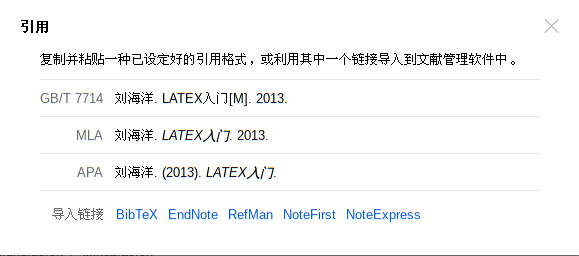 引用
复制并粘贴一种已设定好的引用格式，或利用其中一个链接导入到文献管理软件中。
GB/T 7714 刘海洋. LATEX入门[M]. 2013.
MLA 刘海洋. LATEX入门. 2013.
APA 刘海洋. (2013). LATEX入门.
导入链接 BibTeX EndNote RefMan NoteFirst NoteExpress